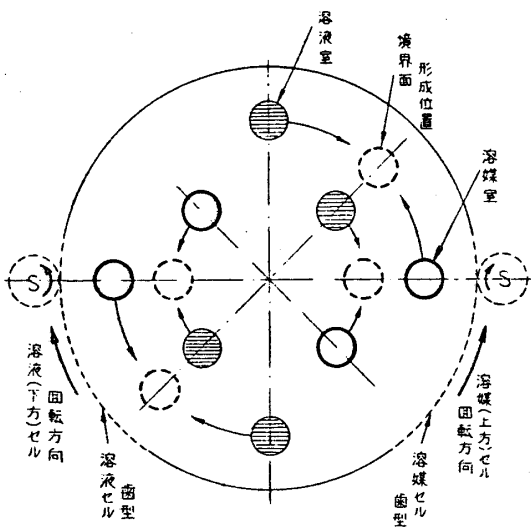 溶液室
境界面
形成位置
溶媒室
S
S
溶液(下方)セル
回転方向
溶液セル
歯型
溶媒(上方)セル
回転方向
溶媒セル
歯型